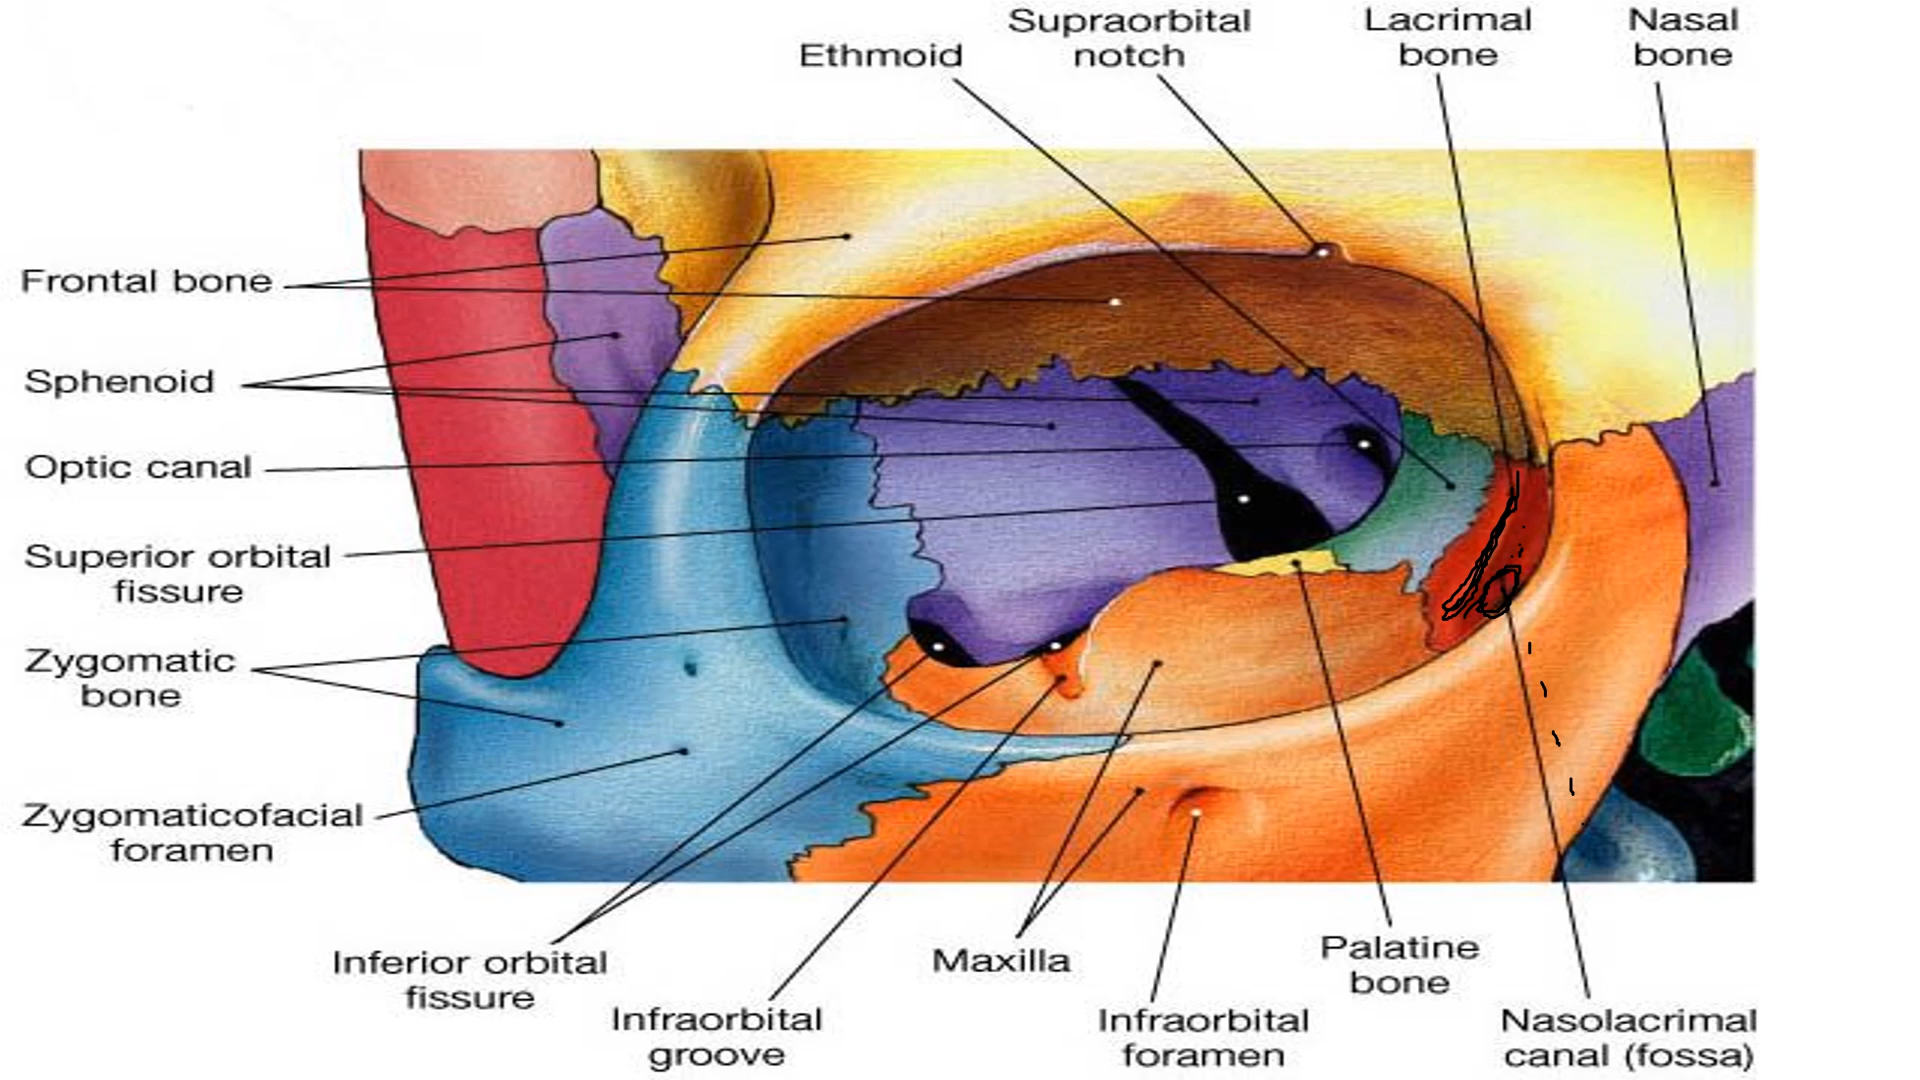 Supraorbital
notch
Lacrimal
bone
Nasal
bone
Ethmoid
Frontal bone
Sphenoid
Optic canal
Superior orbital
fissure
Zygomatic
bone
Zygomaticofacial
foramen
Inferior orbital
fissure
Infraorbital
groove
Maxilla
Infraorbital
foramen
Palatine
bone
Nasolacrimal
canal (fossa)